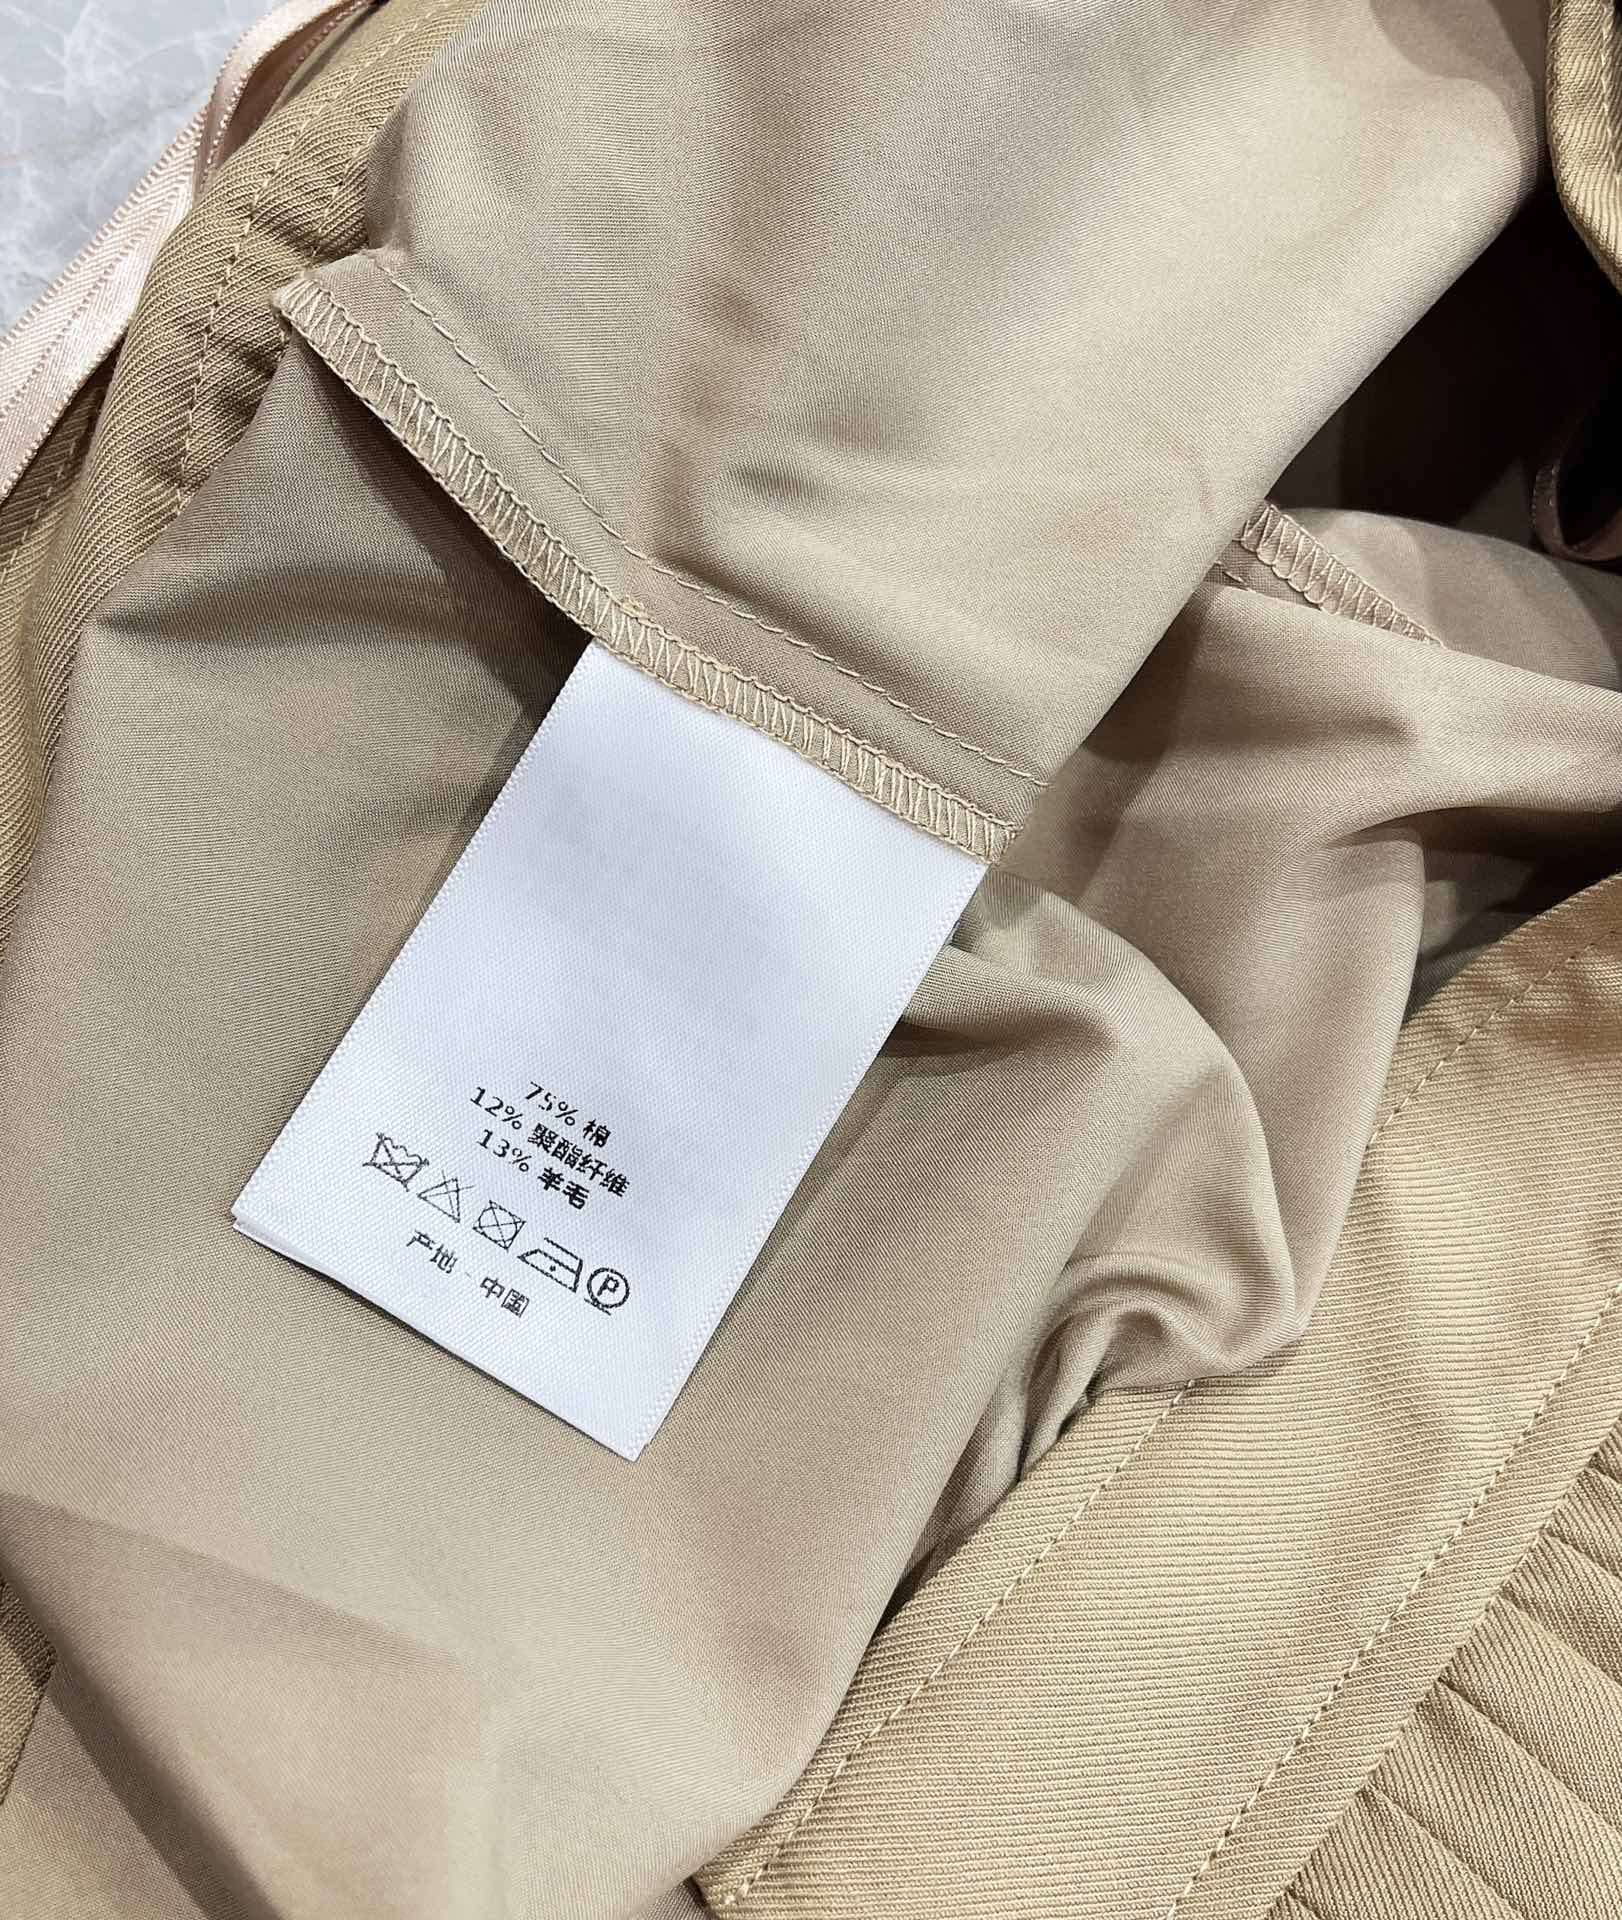 75% 棉
12% 聚酯纤维
13% 羊毛
P
产地 - 中国